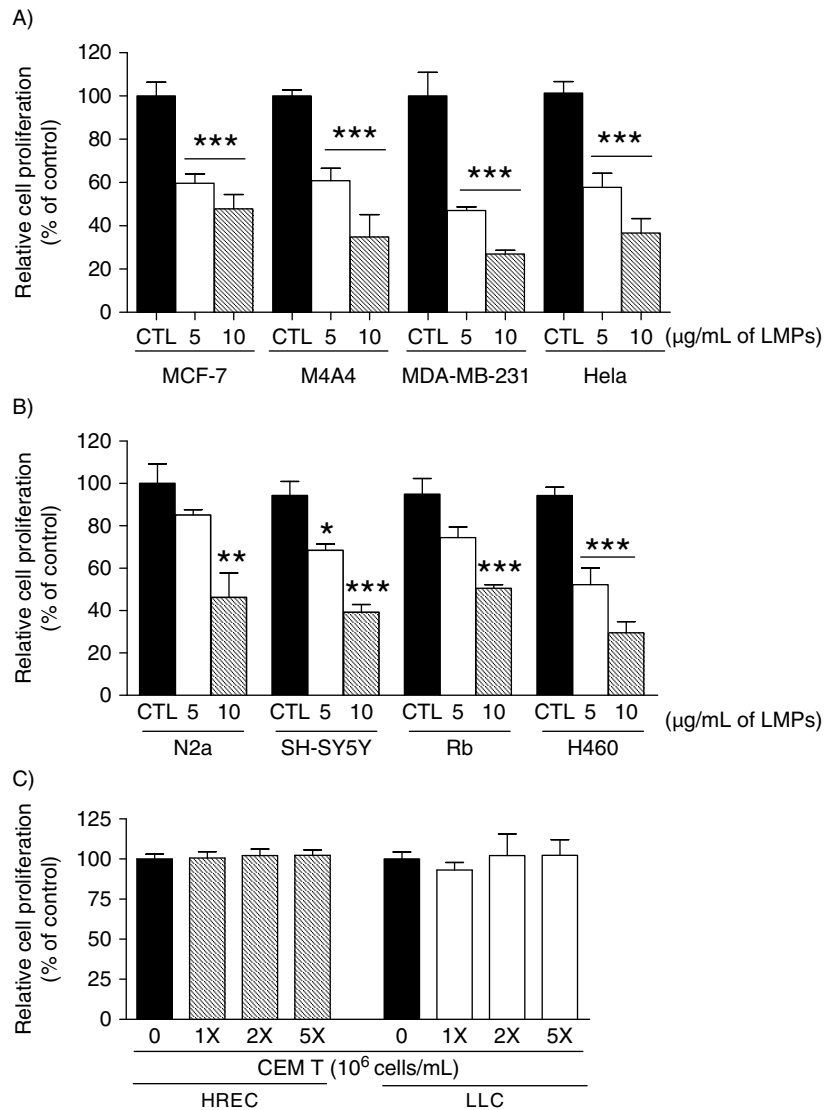 A)
Relative cell proliferation
(% of control)
120
100
80
60
40
20
0
***
***
***
***
CTL 5 10 CTL 5 10 CTL 5 10 CTL 5 10 (µg/mL of LMPs)
MCF-7 M4A4 MDA-MB-231 Hela
B)
Relative cell proliferation
(% of control)
120
100
80
60
40
20
0
**
*
***
***
***
CTL 5 10 CTL 5 10 CTL 5 10 CTL 5 10 (µg/mL of LMPs)
N2a SH-SY5Y Rb H460
C)
Relative cell proliferation
(% of control)
125
100
75
50
25
0
0 1X 2X 5X 0 1X 2X 5X
CEM T (10⁶ cells/mL)
HREC LLC